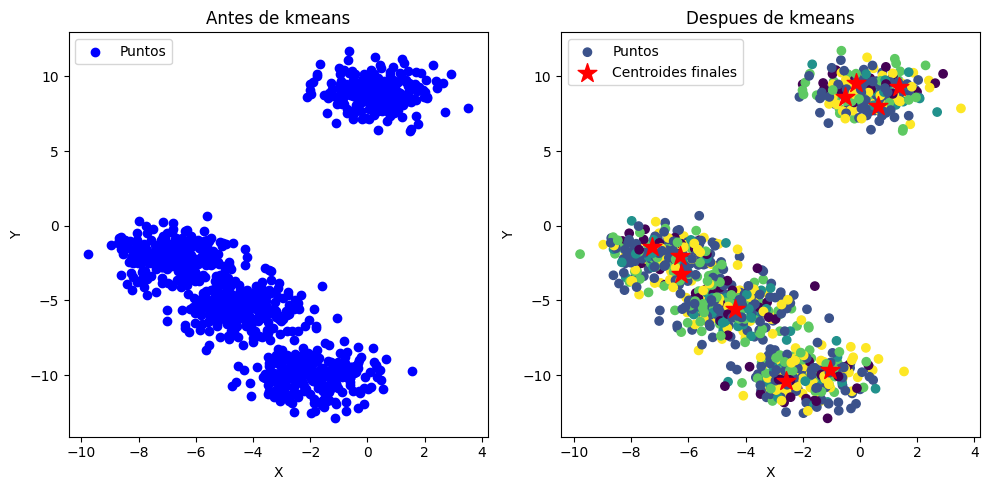 Antes de kmeans
Puntos
10
5
0
−5
−10
Y
−10 −8 −6 −4 −2 0 2 4
X
Despues de kmeans
Puntos
Centroides finales
10
5
0
−5
−10
Y
−10 −8 −6 −4 −2 0 2 4
X